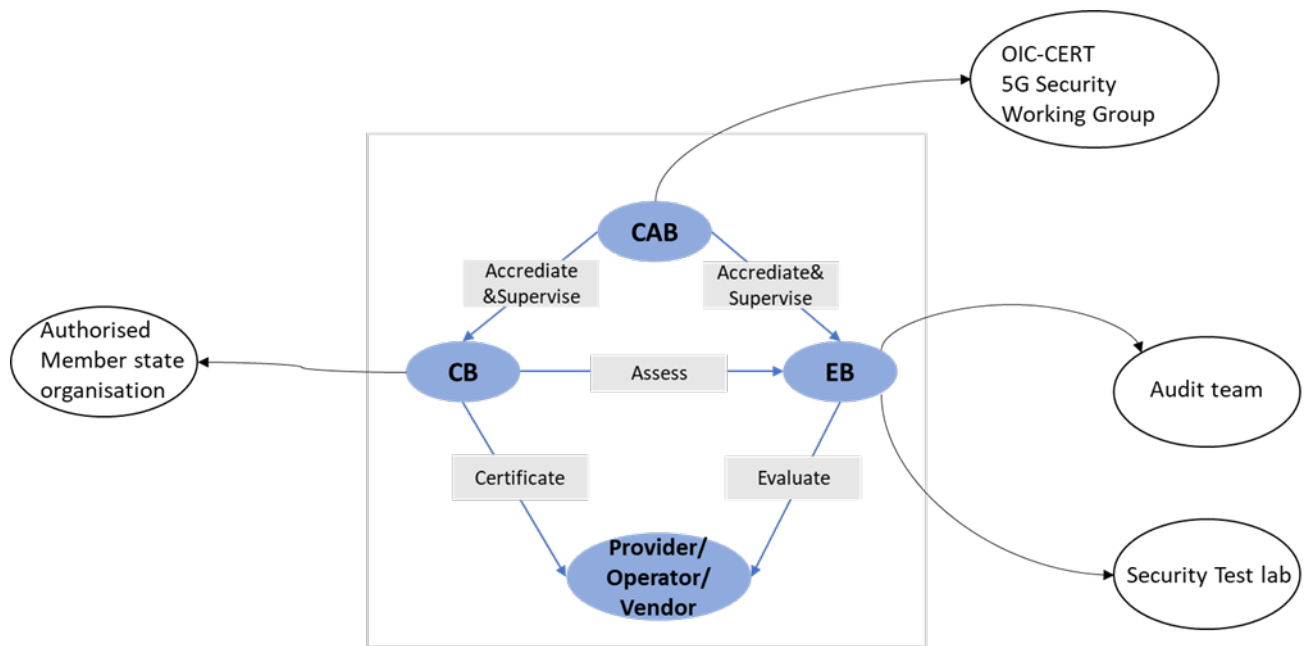 OIC-CERT
5G Security
Working Group
CAB
Accrediate
&Supervise
Accrediate&
Supervise
Authorised
Member state
organisation
CB
Assess
EB
Audit team
Certificate
Evaluate
Provider/
Operator/
Vendor
Security Test lab